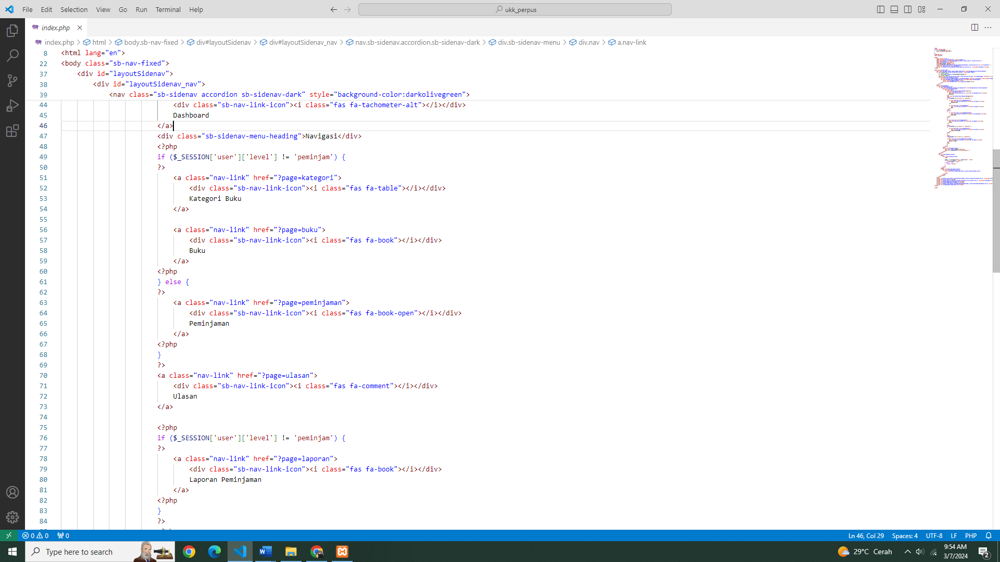 File Edit Selection View Go Run Terminal Help
ukk_perpus
index.php
index.php > html > body.sb-nav-fixed > div#layoutSidenav > div#layoutSidenav_nav > nav.sb-sidenav.accordion.sb-sidenav-dark > div.sb-sidenav-menu > div.nav > a.nav-link
8 <html lang="en">
22 <body class="sb-nav-fixed">
37 <div id="layoutSidenav">
38 <div id="layoutSidenav_nav">
39 <nav class="sb-sidenav accordion sb-sidenav-dark" style="background-color:darkolivegreen">
44 <div class="sb-nav-link-icon"><i class="fas fa-tachometer-alt"></i></div>
45 Dashboard
46 </a>
47 <div class="sb-sidenav-menu-heading">Navigasi</div>
48 <?php
49 if ($_SESSION['user']['level'] != 'peminjam') {
50 ?>
51 <a class="nav-link" href="?page=kategori">
52 <div class="sb-nav-link-icon"><i class="fas fa-table"></i></div>
53 Kategori Buku
54 </a>
55
56 <a class="nav-link" href="?page=buku">
57 <div class="sb-nav-link-icon"><i class="fas fa-book"></i></div>
58 Buku
59 </a>
60 <?php
61 } else {
62 ?>
63 <a class="nav-link" href="?page=peminjaman">
64 <div class="sb-nav-link-icon"><i class="fas fa-book-open"></i></div>
65 Peminjaman
66 </a>
67 <?php
68 }
69 ?>
70 <a class="nav-link" href="?page=ulasan">
71 <div class="sb-nav-link-icon"><i class="fas fa-comment"></i></div>
72 Ulasan
73 </a>
74
75 <?php
76 if ($_SESSION['user']['level'] != 'peminjam') {
77 ?>
78 <a class="nav-link" href="?page=laporan">
79 <div class="sb-nav-link-icon"><i class="fas fa-book"></i></div>
80 Laporan Peminjaman
81 </a>
82 <?php
83 }
84 ?>
0 0 0 Ln 46, Col 29 Spaces: 4 UTF-8 LF PHP
Type here to search
29°C Cerah
9:54 AM
3/7/2024
2